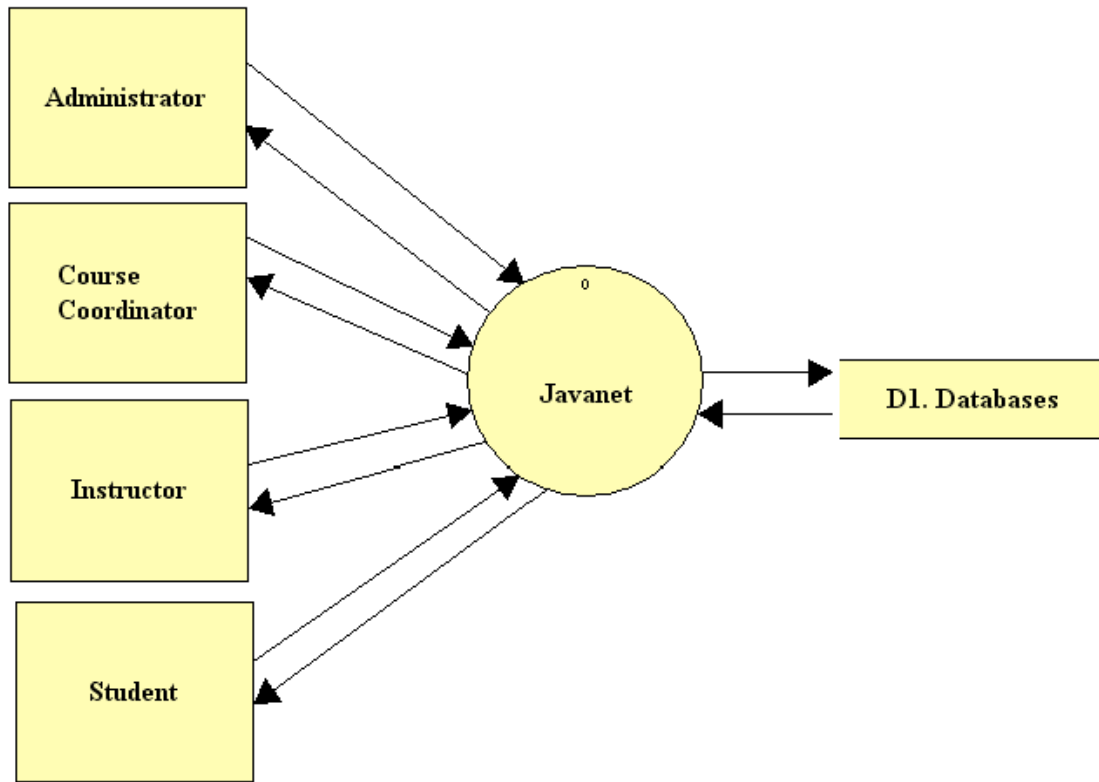 Administrator
Course
Coordinator
Instructor
Student
0
Javanet
D1. Databases